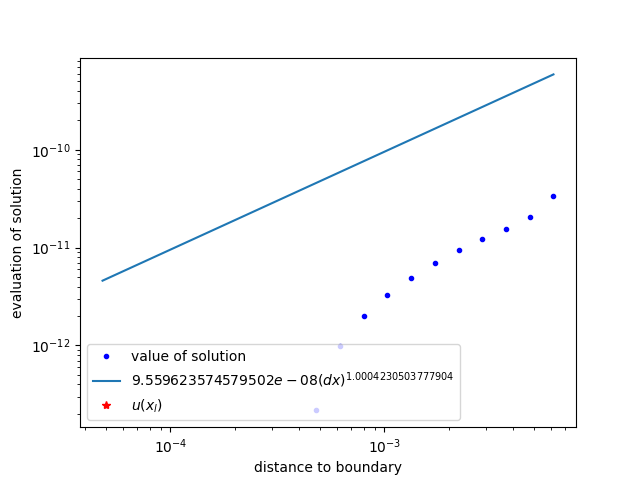 10^{-10}
10^{-11}
10^{-12}
evaluation of solution
value of solution
9.559623574579502e − 08(dx)^{1.0004230503777904}
u(x_l)
10^{-4} 10^{-3}
distance to boundary